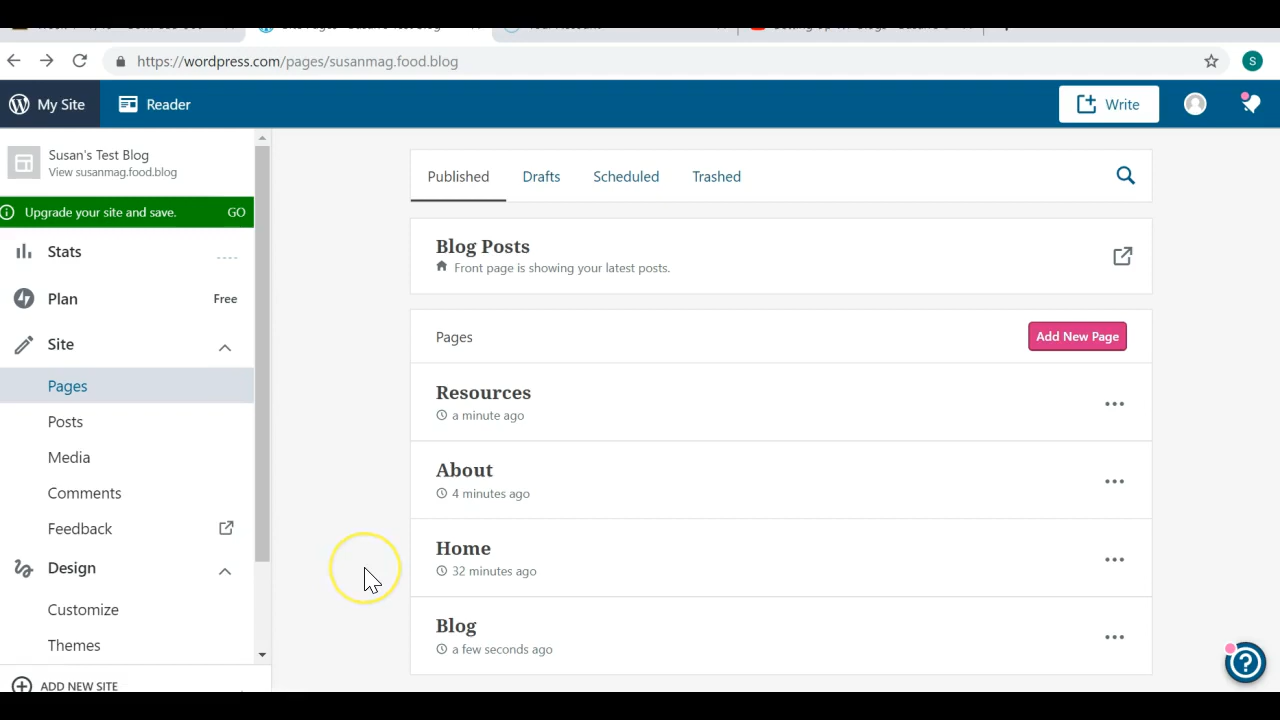 https://wordpress.com/pages/susanmag.food.blog
S
My Site
Reader
Write
Susan's Test Blog
View susanmag.food.blog
Upgrade your site and save. GO
Stats
Plan Free
Site
Pages
Posts
Media
Comments
Feedback
Design
Customize
Themes
ADD NEW SITE
Published Drafts Scheduled Trashed
Blog Posts
Front page is showing your latest posts.
Pages
Add New Page
Resources
a minute ago
About
4 minutes ago
Home
32 minutes ago
Blog
a few seconds ago